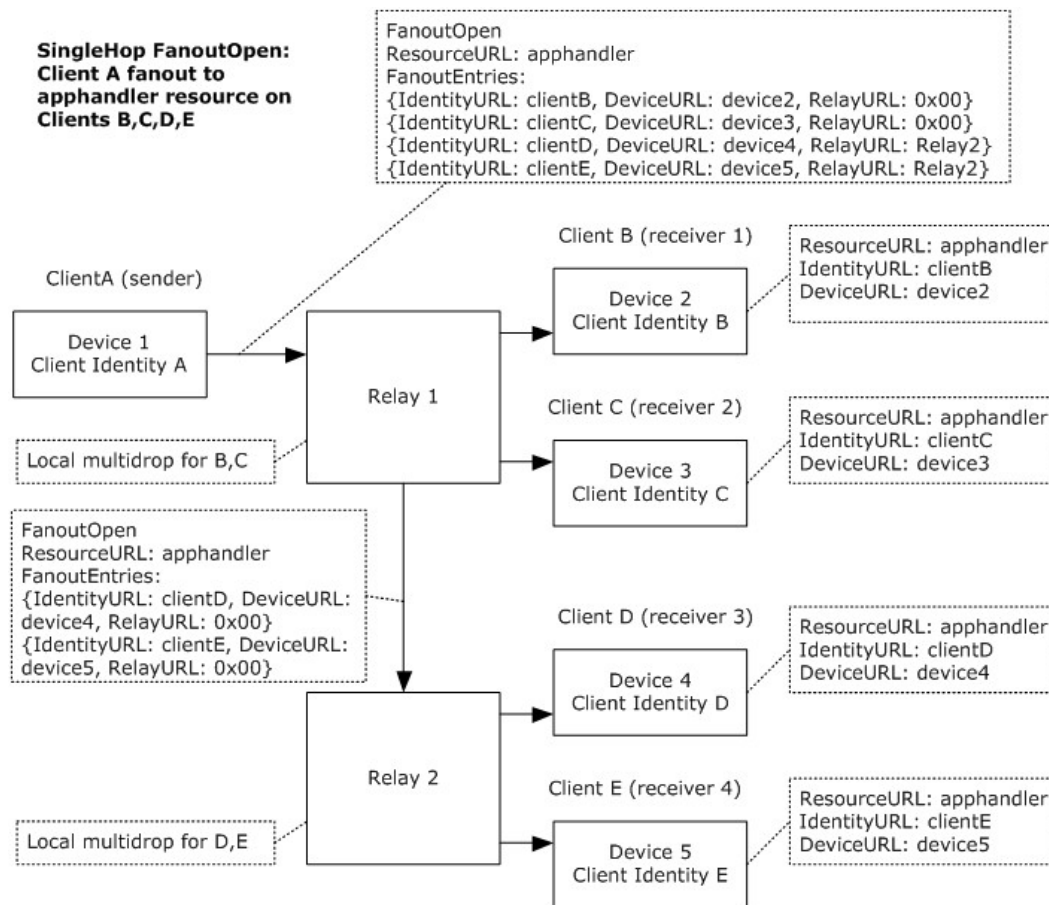 SingleHop FanoutOpen:
Client A fanout to
apphandler resource on
Clients B,C,D,E
FanoutOpen
ResourceURL: apphandler
FanoutEntries:
{IdentityURL: clientB, DeviceURL: device2, RelayURL: 0x00}
{IdentityURL: clientC, DeviceURL: device3, RelayURL: 0x00}
{IdentityURL: clientD, DeviceURL: device4, RelayURL: Relay2}
{IdentityURL: clientE, DeviceURL: device5, RelayURL: Relay2}
ClientA (sender)
Device 1
Client Identity A
Relay 1
Client B (receiver 1)
Device 2
Client Identity B
ResourceURL: apphandler
IdentityURL: clientB
DeviceURL: device2
Client C (receiver 2)
Device 3
Client Identity C
ResourceURL: apphandler
IdentityURL: clientC
DeviceURL: device3
Local multidrop for B,C
FanoutOpen
ResourceURL: apphandler
FanoutEntries:
{IdentityURL: clientD, DeviceURL:
device4, RelayURL: 0x00}
{IdentityURL: clientE, DeviceURL:
device5, RelayURL: 0x00}
Relay 2
Client D (receiver 3)
Device 4
Client Identity D
ResourceURL: apphandler
IdentityURL: clientD
DeviceURL: device4
Local multidrop for D,E
Client E (receiver 4)
Device 5
Client Identity E
ResourceURL: apphandler
IdentityURL: clientE
DeviceURL: device5